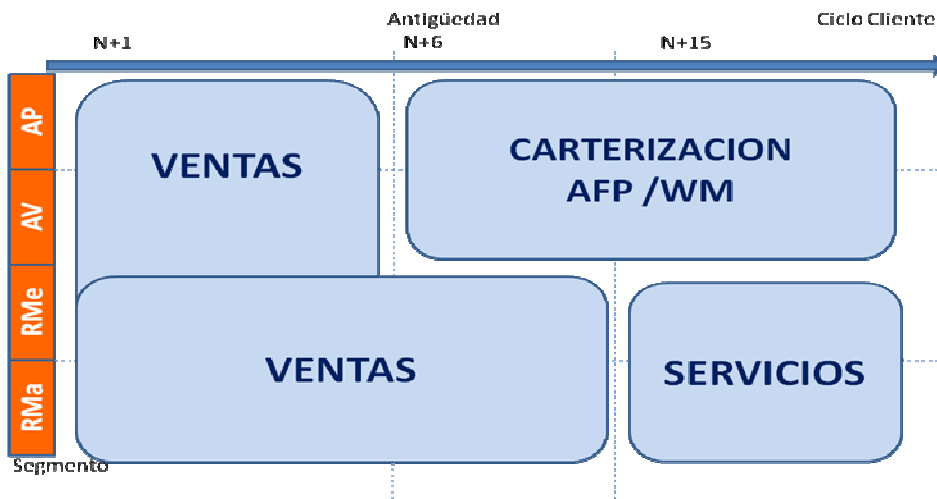 Antigüedad
Ciclo Cliente
N+1
N+6
N+15
AP
AV
RMe
RMa
VENTAS
CARTERIZACION
AFP /WM
VENTAS
SERVICIOS
Segmento